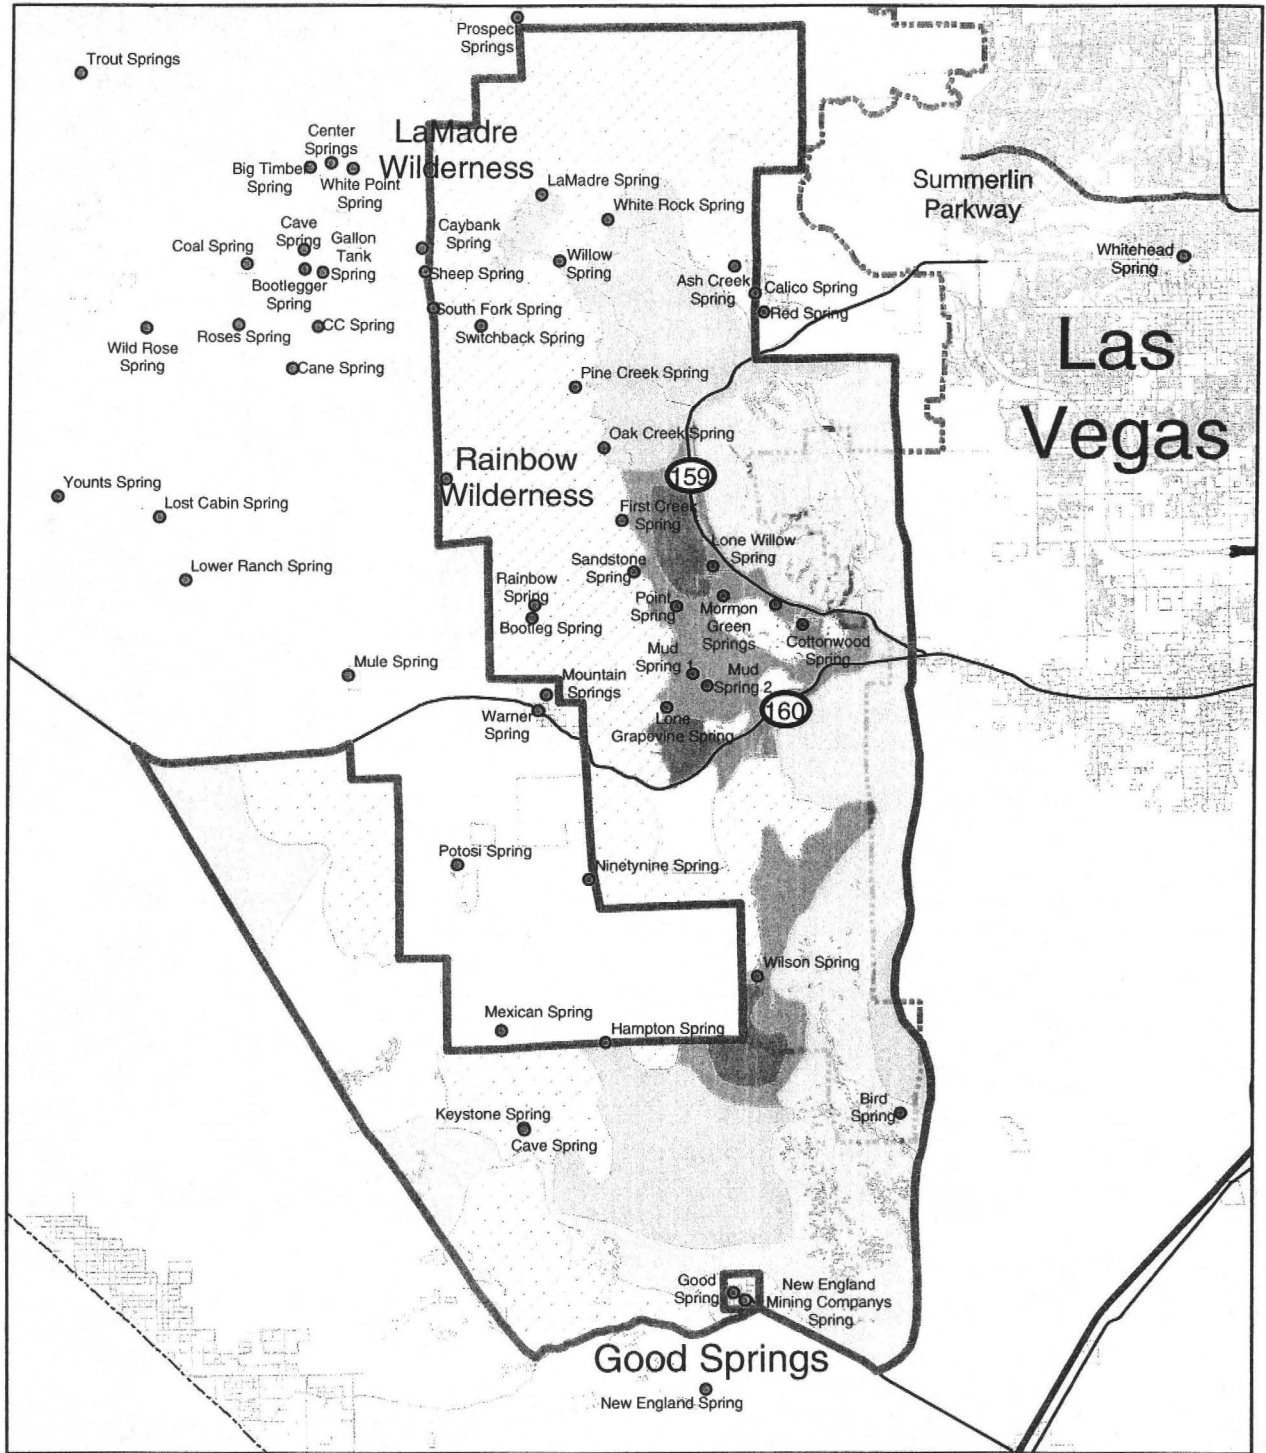 Prospec
Springs
Trout Springs
Center
Springs
LaMadre
Wilderness
Big Timber
Spring
White Point
Spring
LaMadre Spring
White Rock Spring
Summerlin
Parkway
Cave
Spring
Gallon
Tank
Spring
Coal Spring
Caybank
Spring
Whitehead
Spring
Willow
Spring
Sheep Spring
Bootlegger
Spring
Ash Creek
Spring
Calico Spring
Red Spring
South Fork Spring
Switchback Spring
Roses Spring
CC Spring
Wild Rose
Spring
Cane Spring
Las
Vegas
Pine Creek Spring
Oak Creek Spring
Rainbow
Wilderness
159
Younts Spring
Lost Cabin Spring
First Creek
Spring
Lone Willow
Spring
Sandstone
Spring
Lower Ranch Spring
Rainbow
Spring
Bootleg Spring
Point
Spring
Mormon
Green
Springs
Cottonwood
Spring
Mud
Spring 1
Mud
Spring 2
Mule Spring
Mountain
Springs
Warner
Spring
Lone
Grapevine Spring
160
Potosi Spring
Ninetynine Spring
Wilson Spring
Mexican Spring
Hampton Spring
Keystone Spring
Cave Spring
Bird
Spring
Good
Spring
New England
Mining Companys
Spring
Good Springs
New England Spring